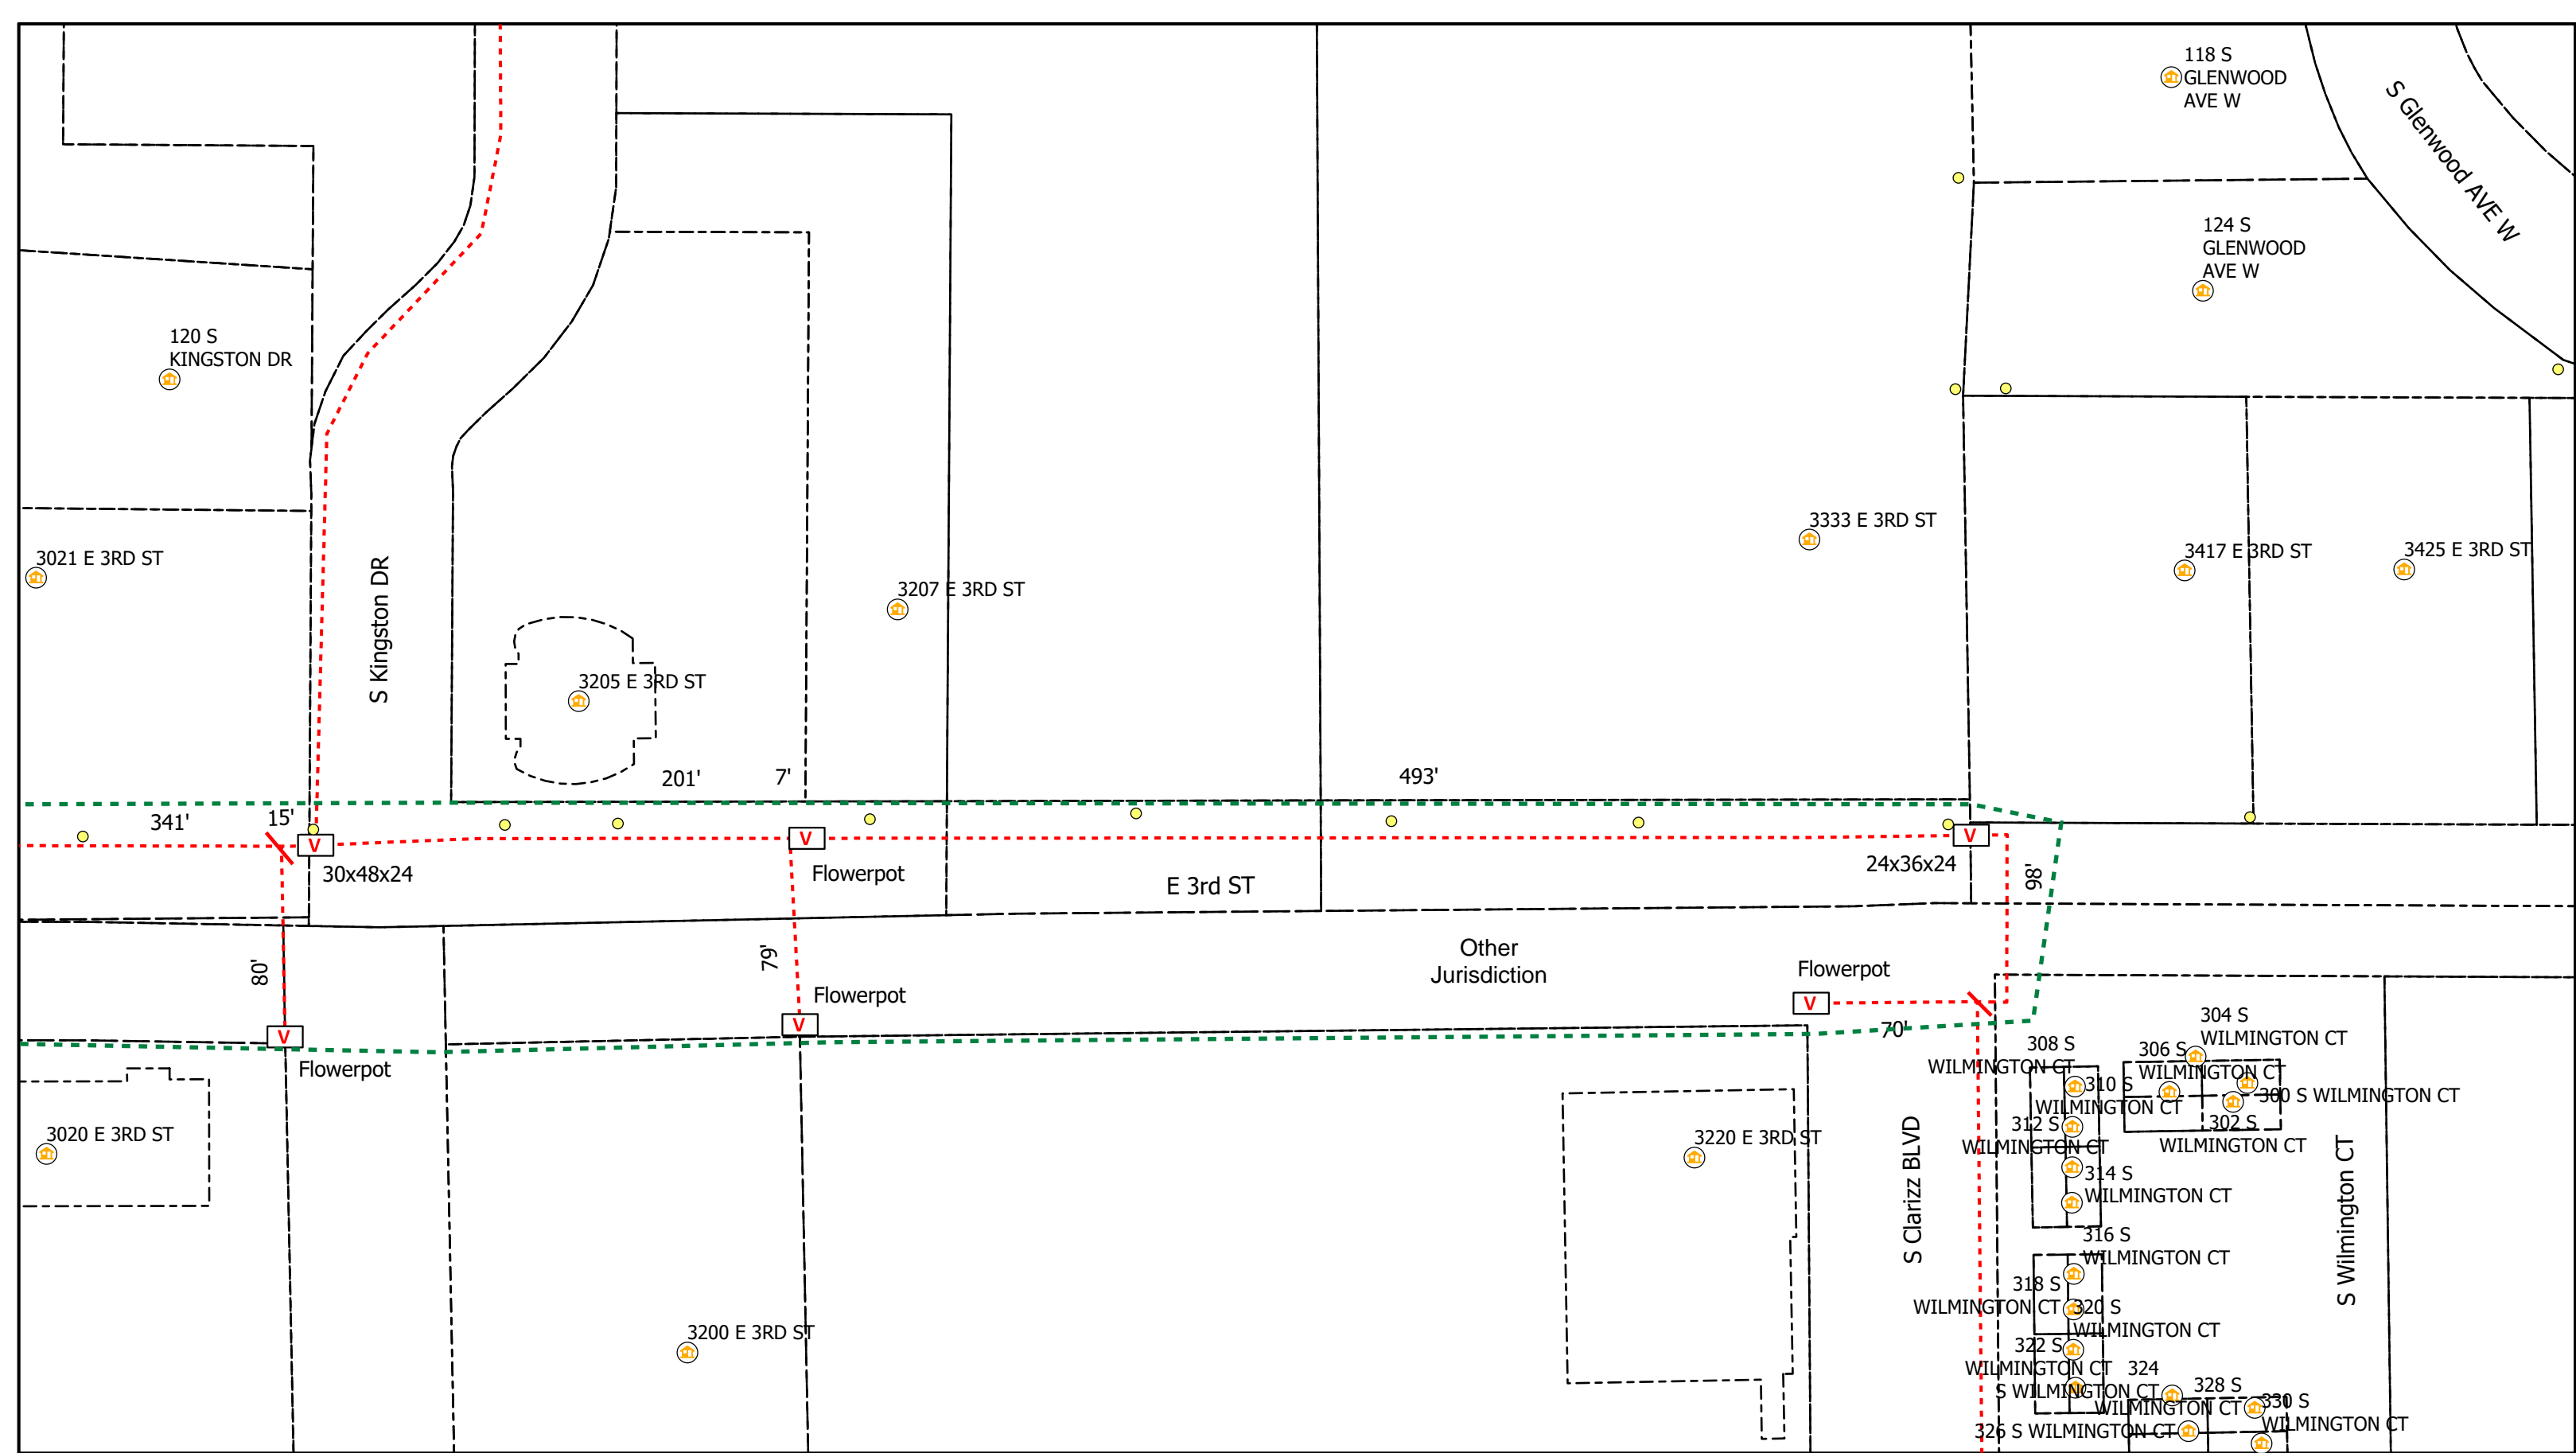 118 S
GLENWOOD
AVE W
S Glenwood AVE W
124 S
GLENWOOD
AVE W
120 S
KINGSTON DR
3021 E 3RD ST
S Kingston DR
3205 E 3RD ST
3207 E 3RD ST
3333 E 3RD ST
3417 E 3RD ST
3425 E 3RD ST
201'
7'
493'
341'
15'
V
V
V
30x48x24
Flowerpot
E 3rd ST
24x36x24
98'
80'
79'
Other
Jurisdiction
Flowerpot
V
Flowerpot
V
V
Flowerpot
70'
3020 E 3RD ST
3200 E 3RD ST
3220 E 3RD ST
S Clarizz BLVD
S Wilmington CT
304 S
WILMINGTON CT
308 S
WILMINGTON CT
306 S
WILMINGTON CT
310 S
WILMINGTON CT
300 S WILMINGTON CT
302 S
WILMINGTON CT
312 S
WILMINGTON CT
314 S
WILMINGTON CT
316 S
WILMINGTON CT
318 S
WILMINGTON CT
320 S
WILMINGTON CT
322 S
WILMINGTON CT
324
S WILMINGTON CT
328 S
WILMINGTON CT
326 S WILMINGTON CT
330 S
WILMINGTON CT